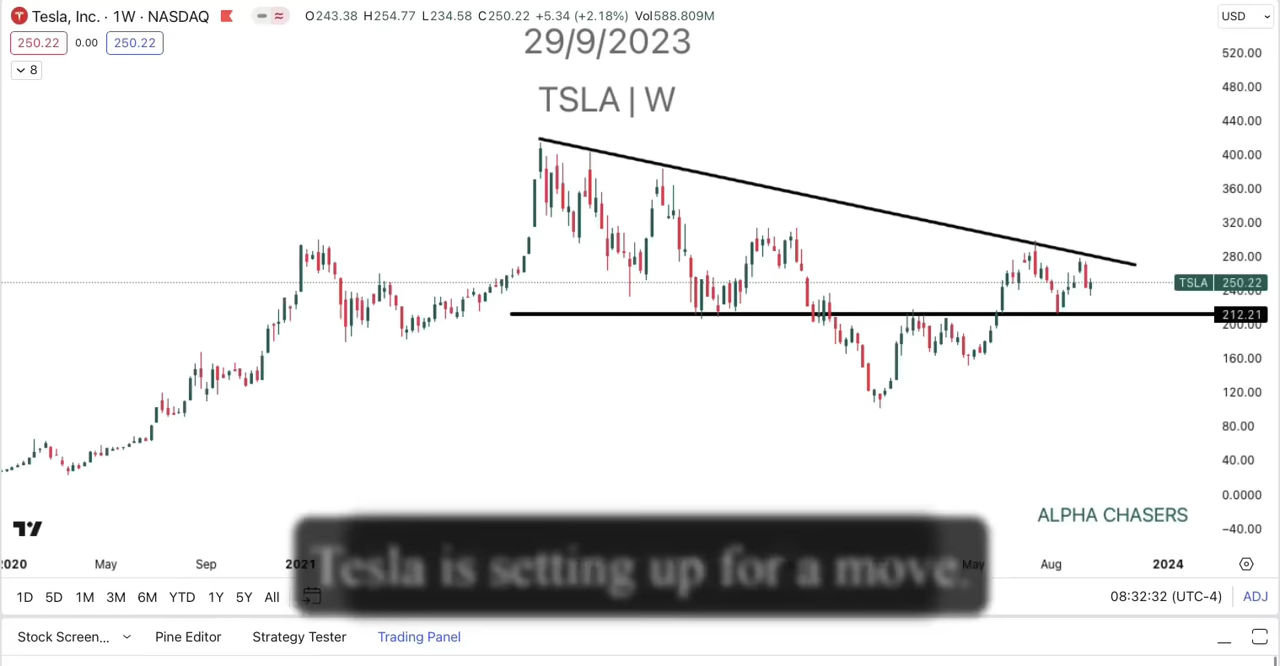 Tesla, Inc. · 1W · NASDAQ O243.38 H254.77 L234.58 C250.22 +5.34 (+2.18%) Vol588.809M USD
250.22 0.00 250.22
8
29/9/2023
TSLA | W
520.00
480.00
440.00
400.00
360.00
320.00
280.00
TSLA 250.22
240.00
212.21
200.00
160.00
120.00
80.00
40.00
0.0000
−40.00
ALPHA CHASERS
2020 May Sep 2021 May Aug 2024
Tesla is setting up for a move.
1D 5D 1M 3M 6M YTD 1Y 5Y All 08:32:32 (UTC-4) ADJ
Stock Screen... Pine Editor Strategy Tester Trading Panel